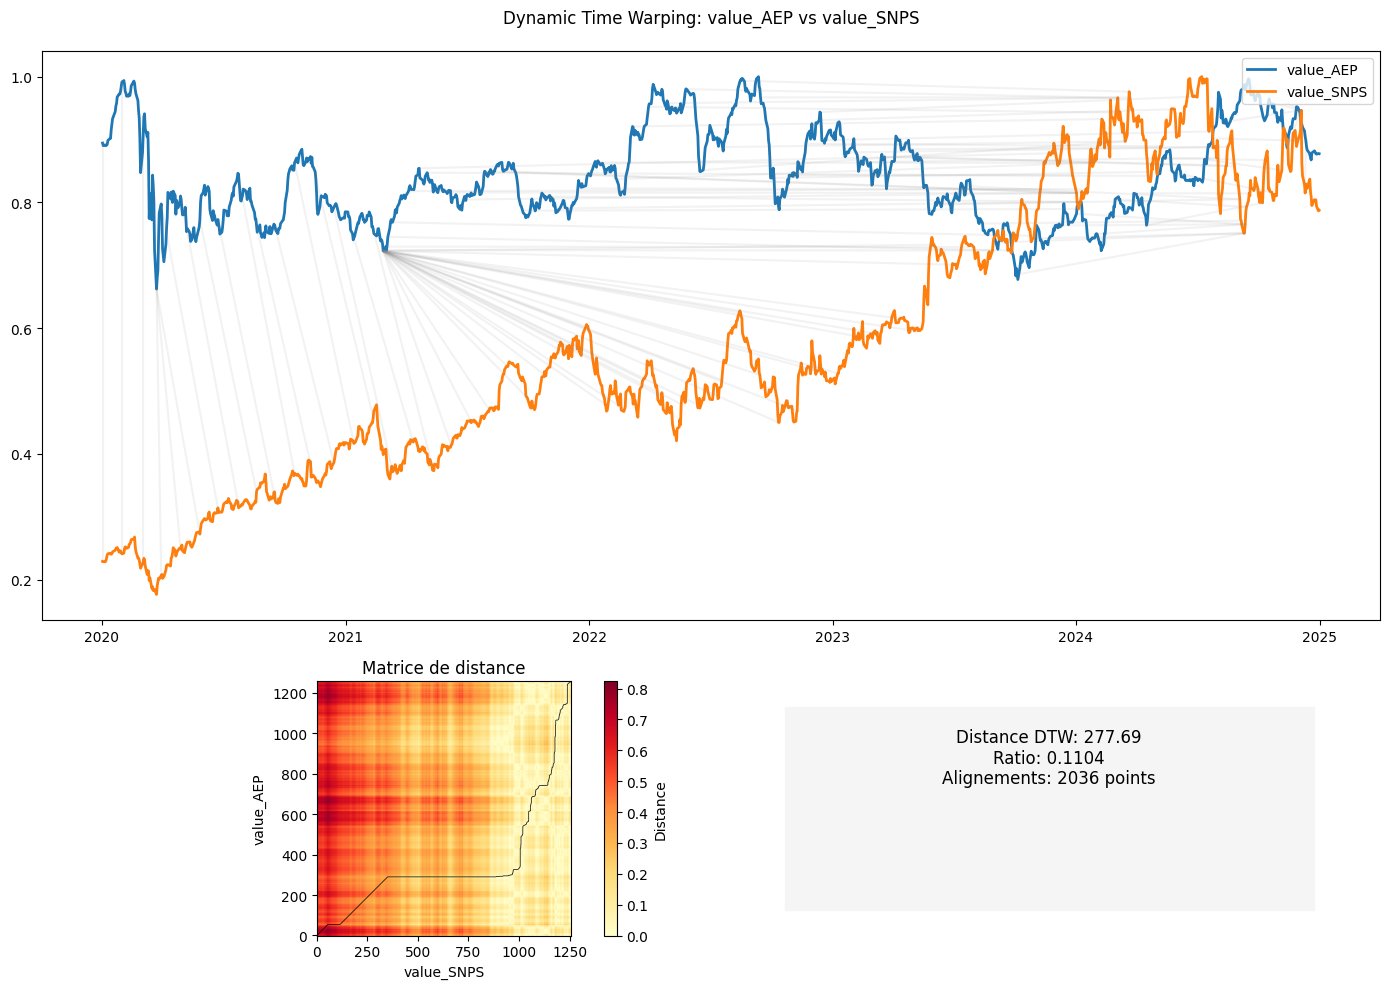 Dynamic Time Warping: value_AEP vs value_SNPS
value_AEP
value_SNPS
1.0
0.8
0.6
0.4
0.2
2020 2021 2022 2023 2024 2025
Matrice de distance
value_AEP
1200
1000
800
600
400
200
0
0 250 500 750 1000 1250
value_SNPS
0.8
0.7
0.6
0.5
0.4
0.3
0.2
0.1
0.0
Distance
Distance DTW: 277.69
Ratio: 0.1104
Alignements: 2036 points